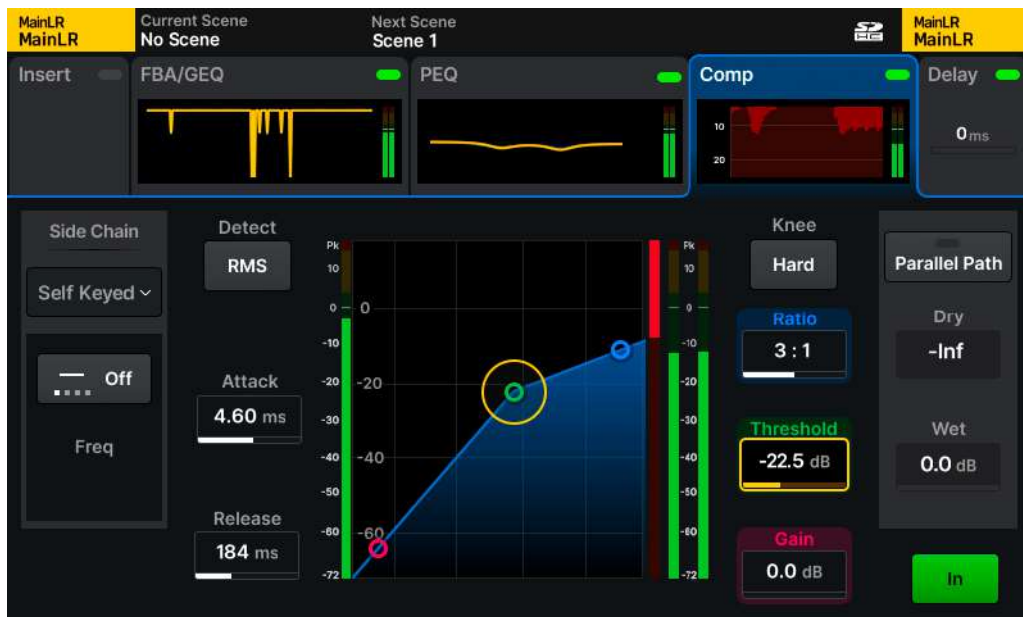 MainLR
MainLR
Current Scene
No Scene
Next Scene
Scene 1
MainLR
MainLR
Insert
FBA/GEQ
PEQ
Comp
10
20
Delay
0ms
Side Chain
Self Keyed
Off
Freq
Detect
RMS
Attack
4.60 ms
Release
184 ms
Pk
10
0
-10
-20
-30
-40
-50
-60
-72
0
-20
-40
-60
Pk
10
0
-10
-20
-30
-40
-50
-60
-72
Knee
Hard
Ratio
3 : 1
Threshold
-22.5 dB
Gain
0.0 dB
Parallel Path
Dry
-Inf
Wet
0.0 dB
In